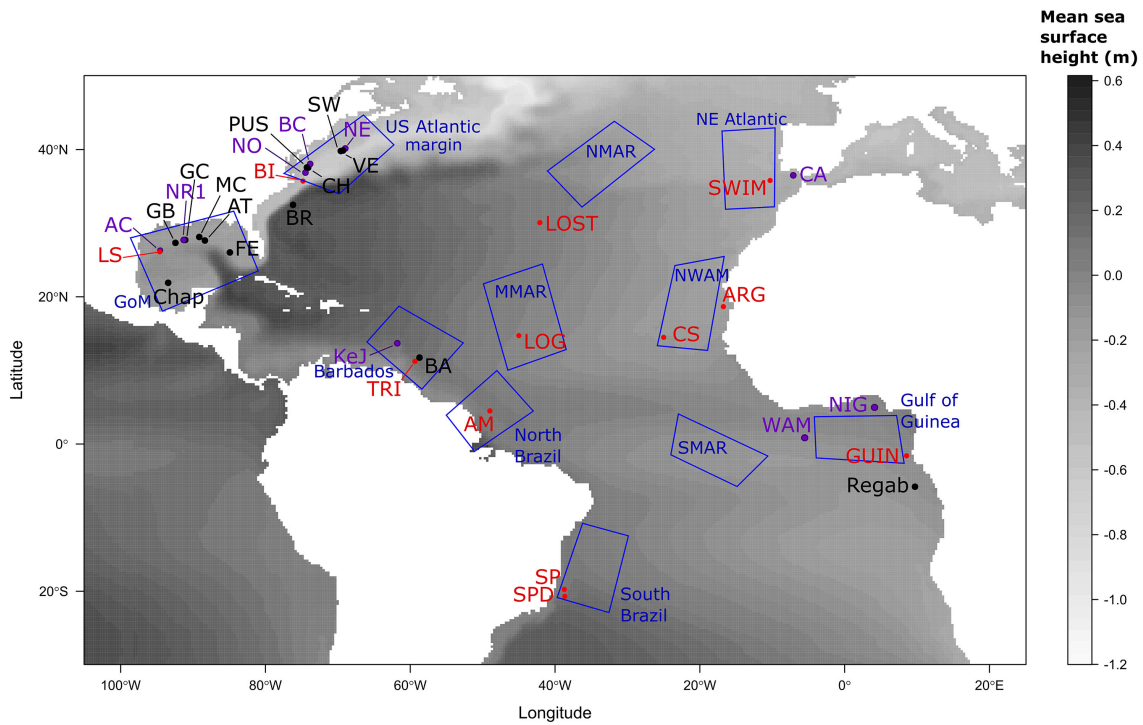 Mean sea
surface
height (m)
0.6
0.4
0.2
0.0
-0.2
-0.4
-0.6
-0.8
-1.0
-1.2
Latitude
40°N
20°N
0°
20°S
100°W
80°W
60°W
40°W
20°W
0°
20°E
Longitude
SW
PUS
BC
NE
US Atlantic
margin
NO
VE
BI
CH
BR
GC
MC
NR1
AT
GB
AC
FE
LS
GoM
Chap
NMAR
NE Atlantic
CA
SWIM
LOST
MMAR
LOG
NWAM
ARG
CS
KeJ
BA
Barbados
TRI
AM
North
Brazil
NIG
Gulf of
Guinea
WAM
GUIN
SMAR
Regab
SP
SPD
South
Brazil